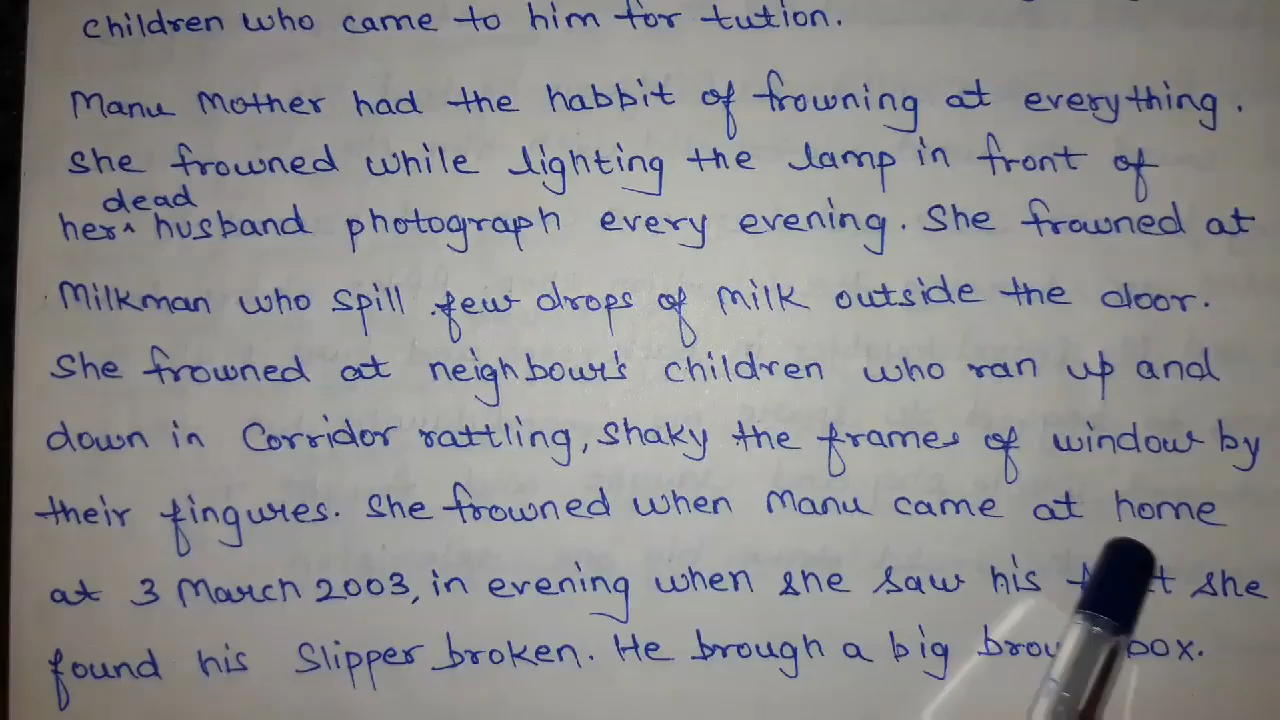 children who came to him for tution.
Manu Mother had the habbit of frowning at everything.
She frowned while lighting the lamp in front of
dead
her^ husband photograph every evening. She frowned at
Milkman who spill few drops of milk outside the door.
She frowned at neighbour's children who ran up and
down in Corridor rattling, shaky the frames of window by
their fingures. She frowned when Manu came at home
at 3 March 2003, in evening when she saw his she
found his Slipper broken. He brough a big box.